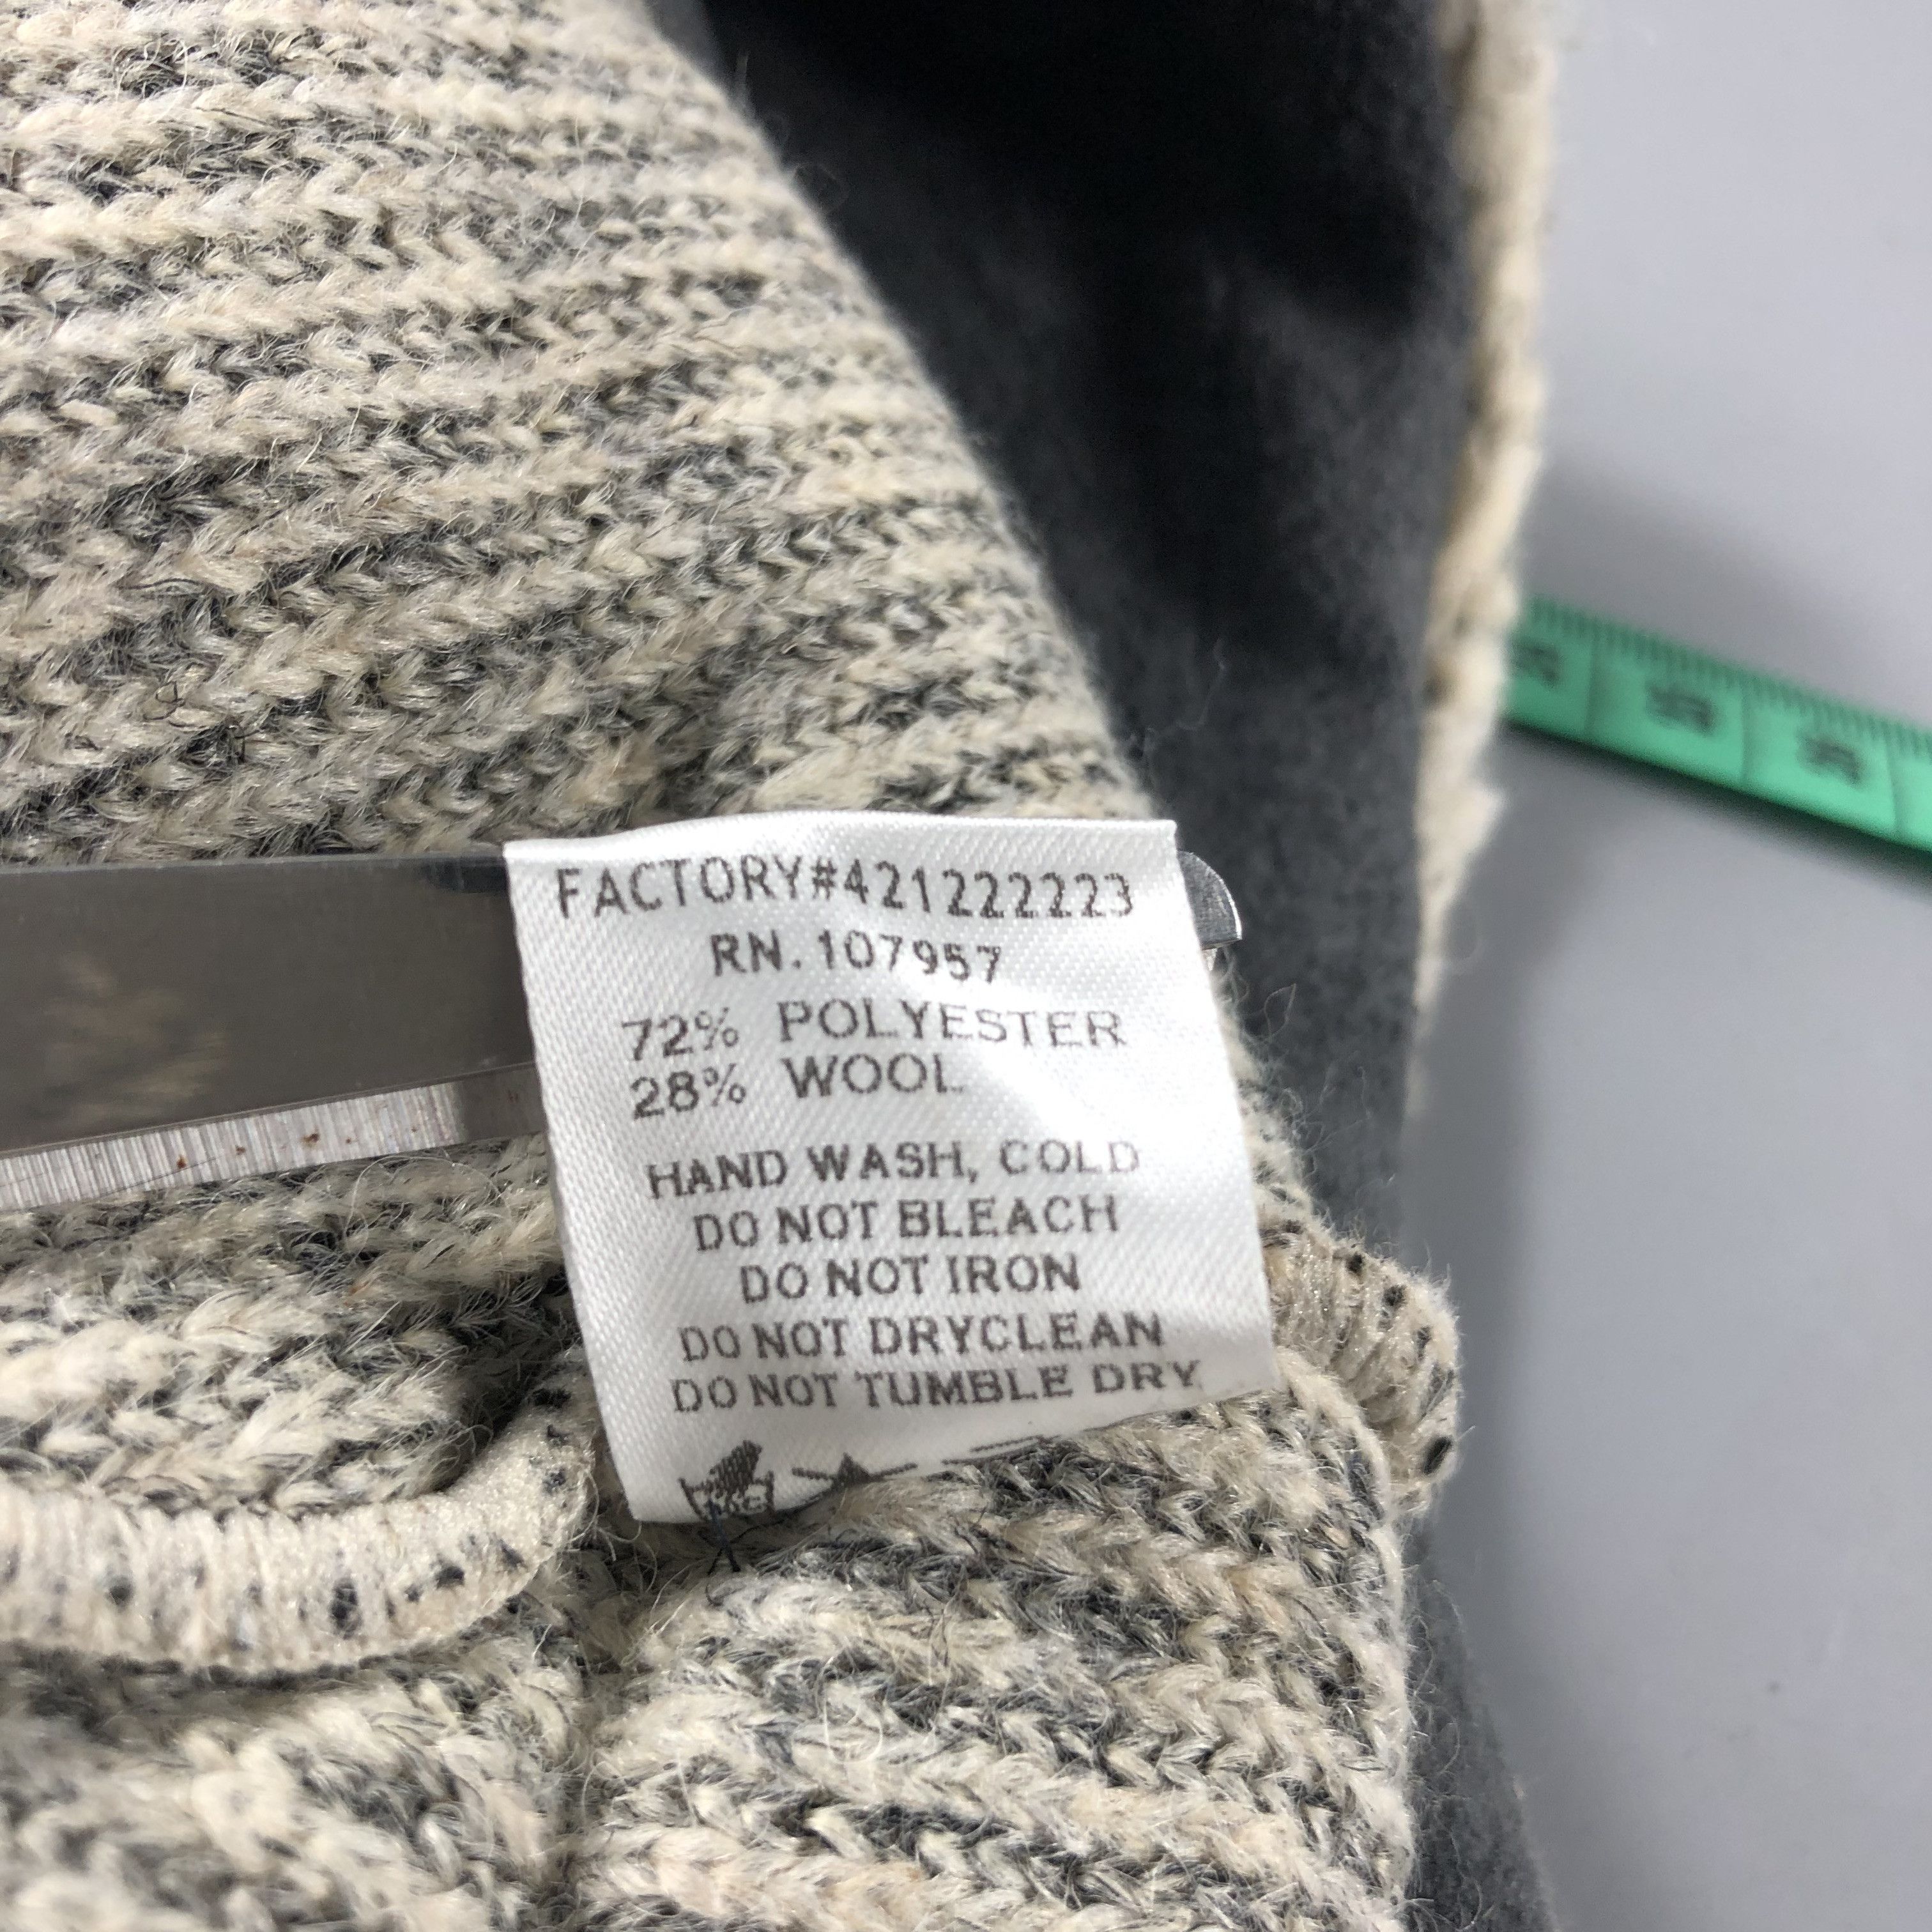 FACTORY#421222223
RN. 107957
72% POLYESTER
28% WOOL
HAND WASH, COLD
DO NOT BLEACH
DO NOT IRON
DO NOT DRYCLEAN
DO NOT TUMBLE DRY